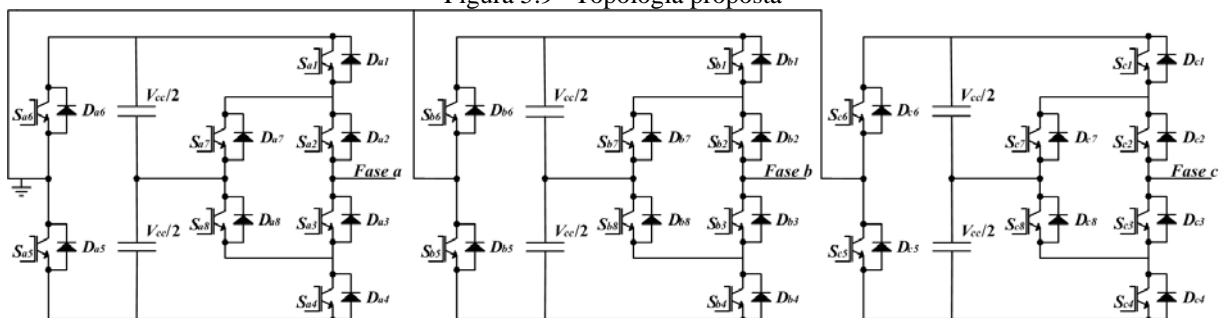 Figura 3.9 - Topologia proposta
Sa1 Da1
Sb1 Db1
Sc1 Dc1
Sa6 Da6 Vcc/2
Sb6 Db6 Vcc/2
Sc6 Dc6 Vcc/2
Sa7 Da7 Sa2 Da2
Sb7 Db7 Sb2 Db2
Sc7 Dc7 Sc2 Dc2
Fase a
Fase b
Fase c
Sa5 Da5 Vcc/2
Sb5 Db5 Vcc/2
Sc5 Dc5 Vcc/2
Sa8 Da8 Sa3 Da3
Sb8 Db8 Sb3 Db3
Sc8 Dc8 Sc3 Dc3
Sa4 Da4
Sb4 Db4
Sc4 Dc4